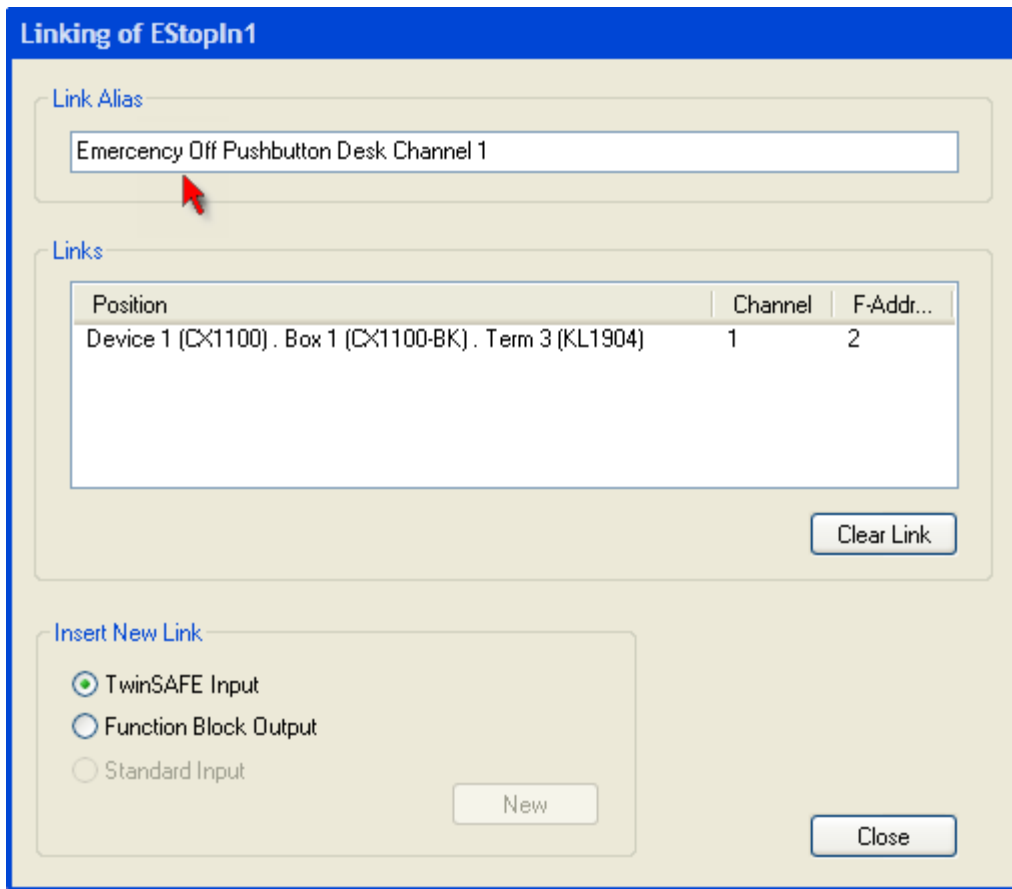 Linking of EStopIn1
Link Alias
Emercency Off Pushbutton Desk Channel 1
Links
Position Channel F-Addr...
Device 1 (CX1100) . Box 1 (CX1100-BK) . Term 3 (KL1904) 1 2
Clear Link
Insert New Link
TwinSAFE Input
Function Block Output
Standard Input
New
Close